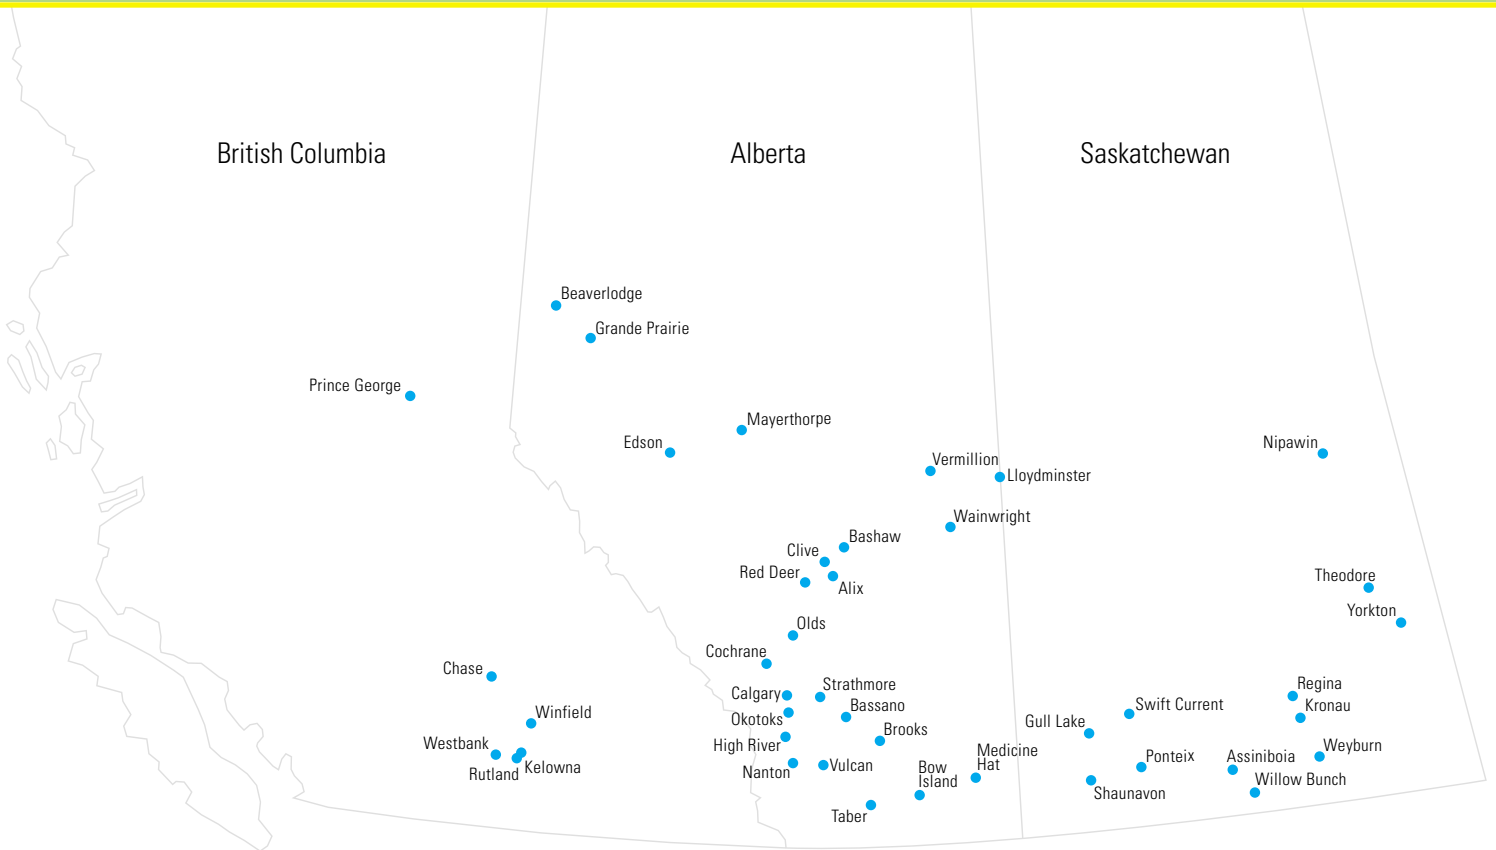 British Columbia
Alberta
Saskatchewan
Beaverlodge
Grande Prairie
Prince George
Mayerthorpe
Edson
Nipawin
Vermillion
Lloydminster
Wainwright
Bashaw
Clive
Red Deer
Alix
Theodore
Yorkton
Olds
Cochrane
Chase
Strathmore
Calgary
Regina
Bassano
Swift Current
Kronau
Winfield
Okotoks
Gull Lake
Brooks
Westbank
High River
Medicine
Hat
Weyburn
Ponteix
Assiniboia
Vulcan
Bow
Island
Kelowna
Rutland
Nanton
Willow Bunch
Shaunavon
Taber